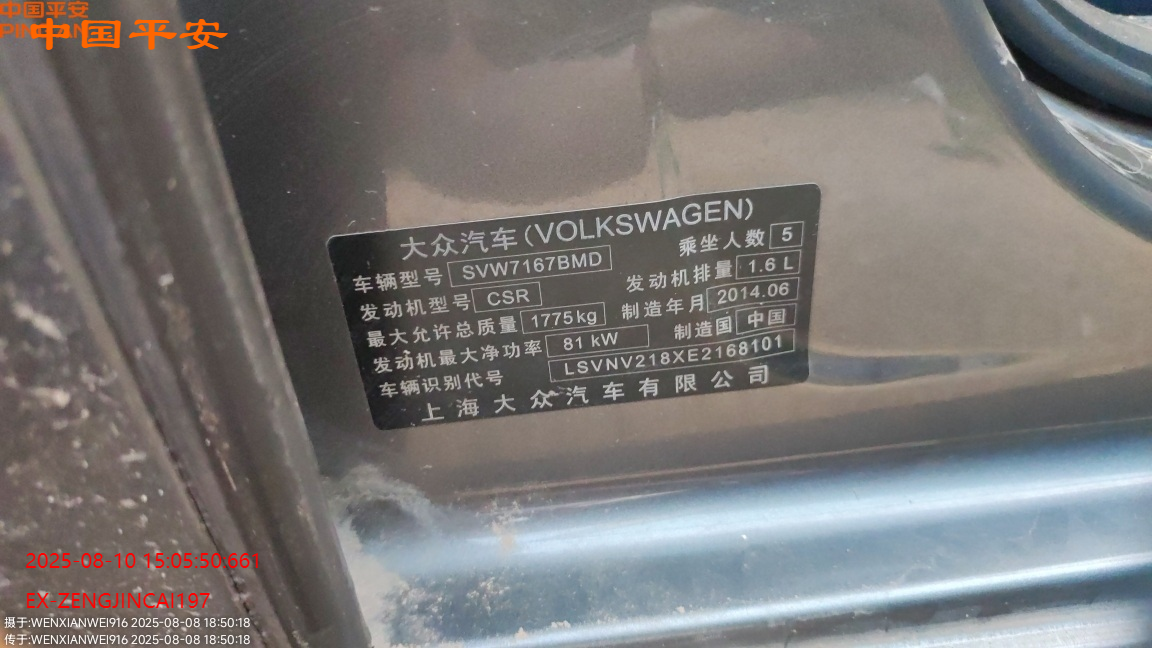 中国平安
中国平安
大众汽车(VOLKSWAGEN)
车辆型号 SVW7167BMD 乘坐人数 5
发动机型号 CSR 发动机排量 1.6 L
最大允许总质量 1775kg 制造年月 2014.06
发动机最大净功率 81 kW 制造国 中国
车辆识别代号 LSVNV218XE2168101
上海大众汽车有限公司
2025-08-10 15:05:50:661
EX-ZENGJINCAI197
摄于:WENXIANWEI916 2025-08-08 18:50:18
传于:WENXIANWEI916 2025-08-08 18:50:18